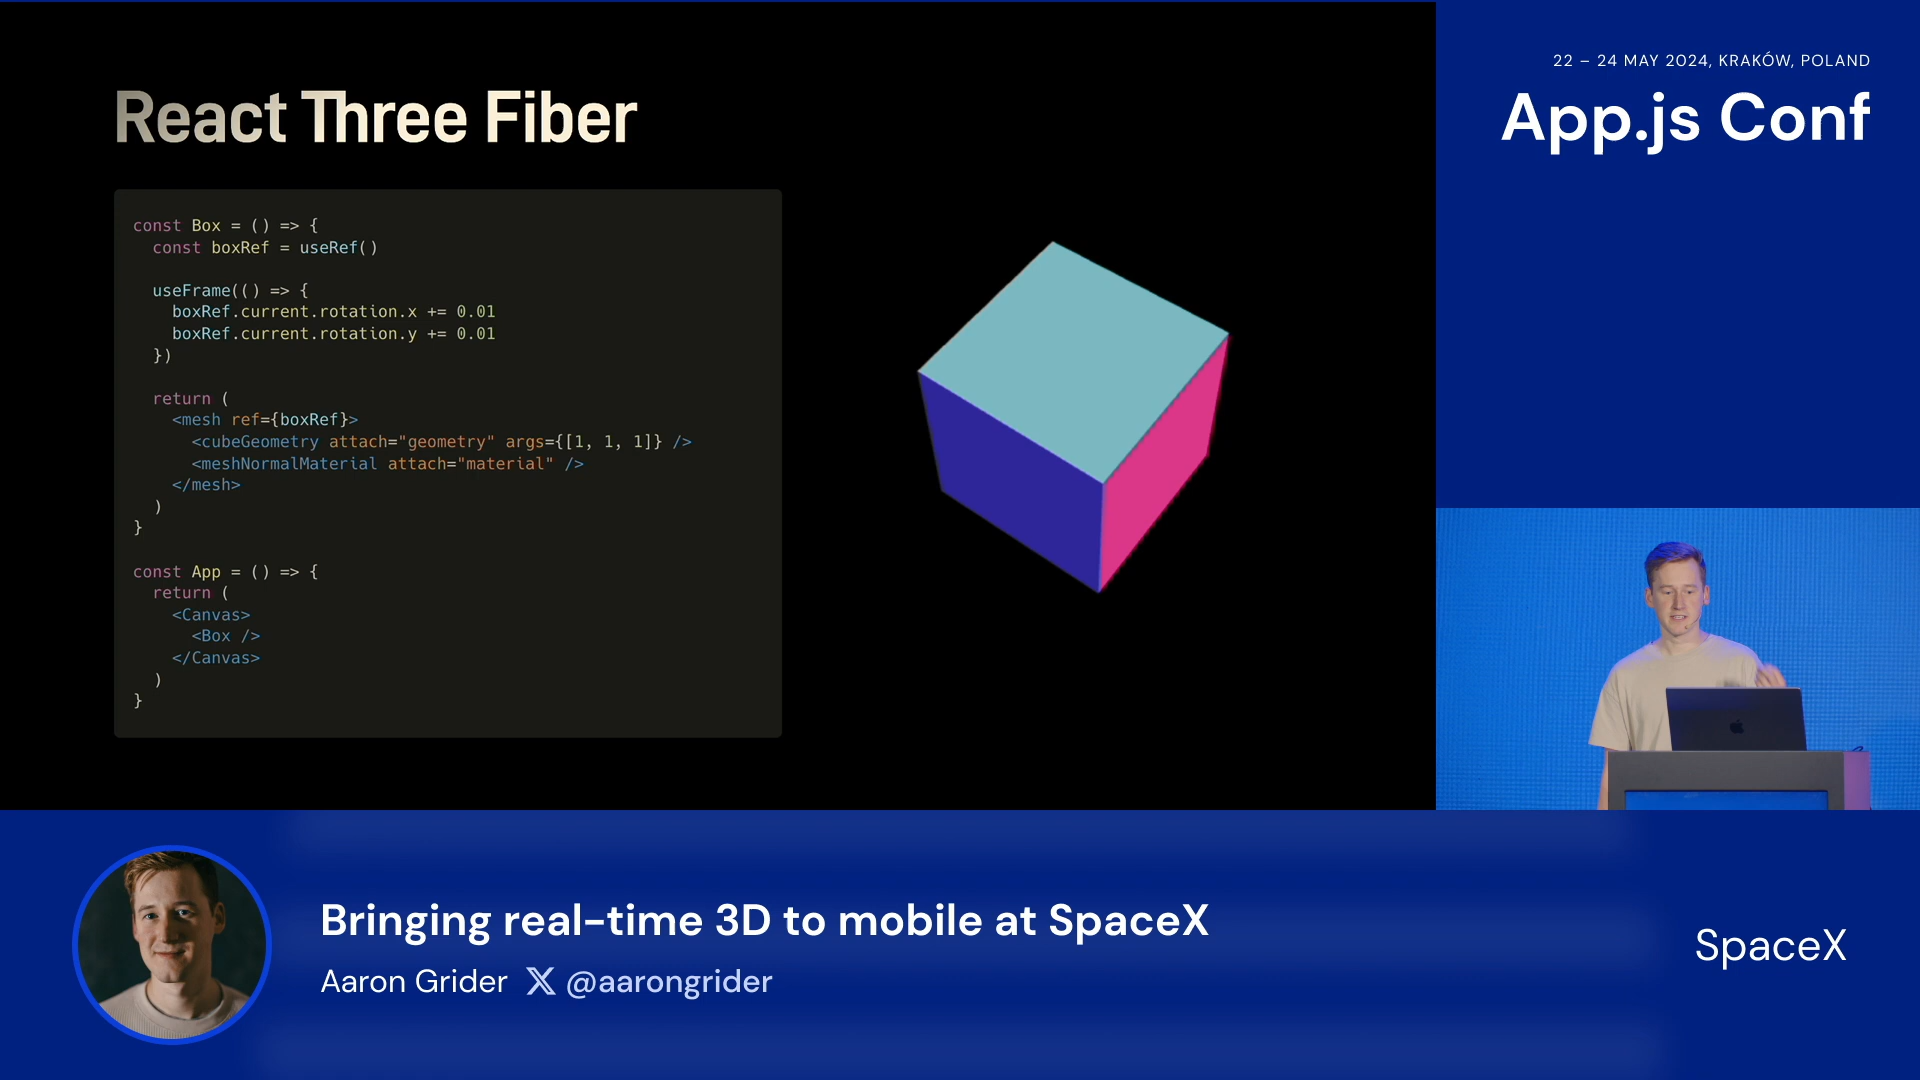 React Three Fiber
const Box = () => {
  const boxRef = useRef()

  useFrame(() => {
    boxRef.current.rotation.x += 0.01
    boxRef.current.rotation.y += 0.01
  })

  return (
    <mesh ref={boxRef}>
      <cubeGeometry attach="geometry" args={[1, 1, 1]} />
      <meshNormalMaterial attach="material" />
    </mesh>
  )
}

const App = () => {
  return (
    <Canvas>
      <Box />
    </Canvas>
  )
}
22 – 24 MAY 2024, KRAKÓW, POLAND
App.js Conf
Bringing real-time 3D to mobile at SpaceX
Aaron Grider X @aarongrider
SpaceX